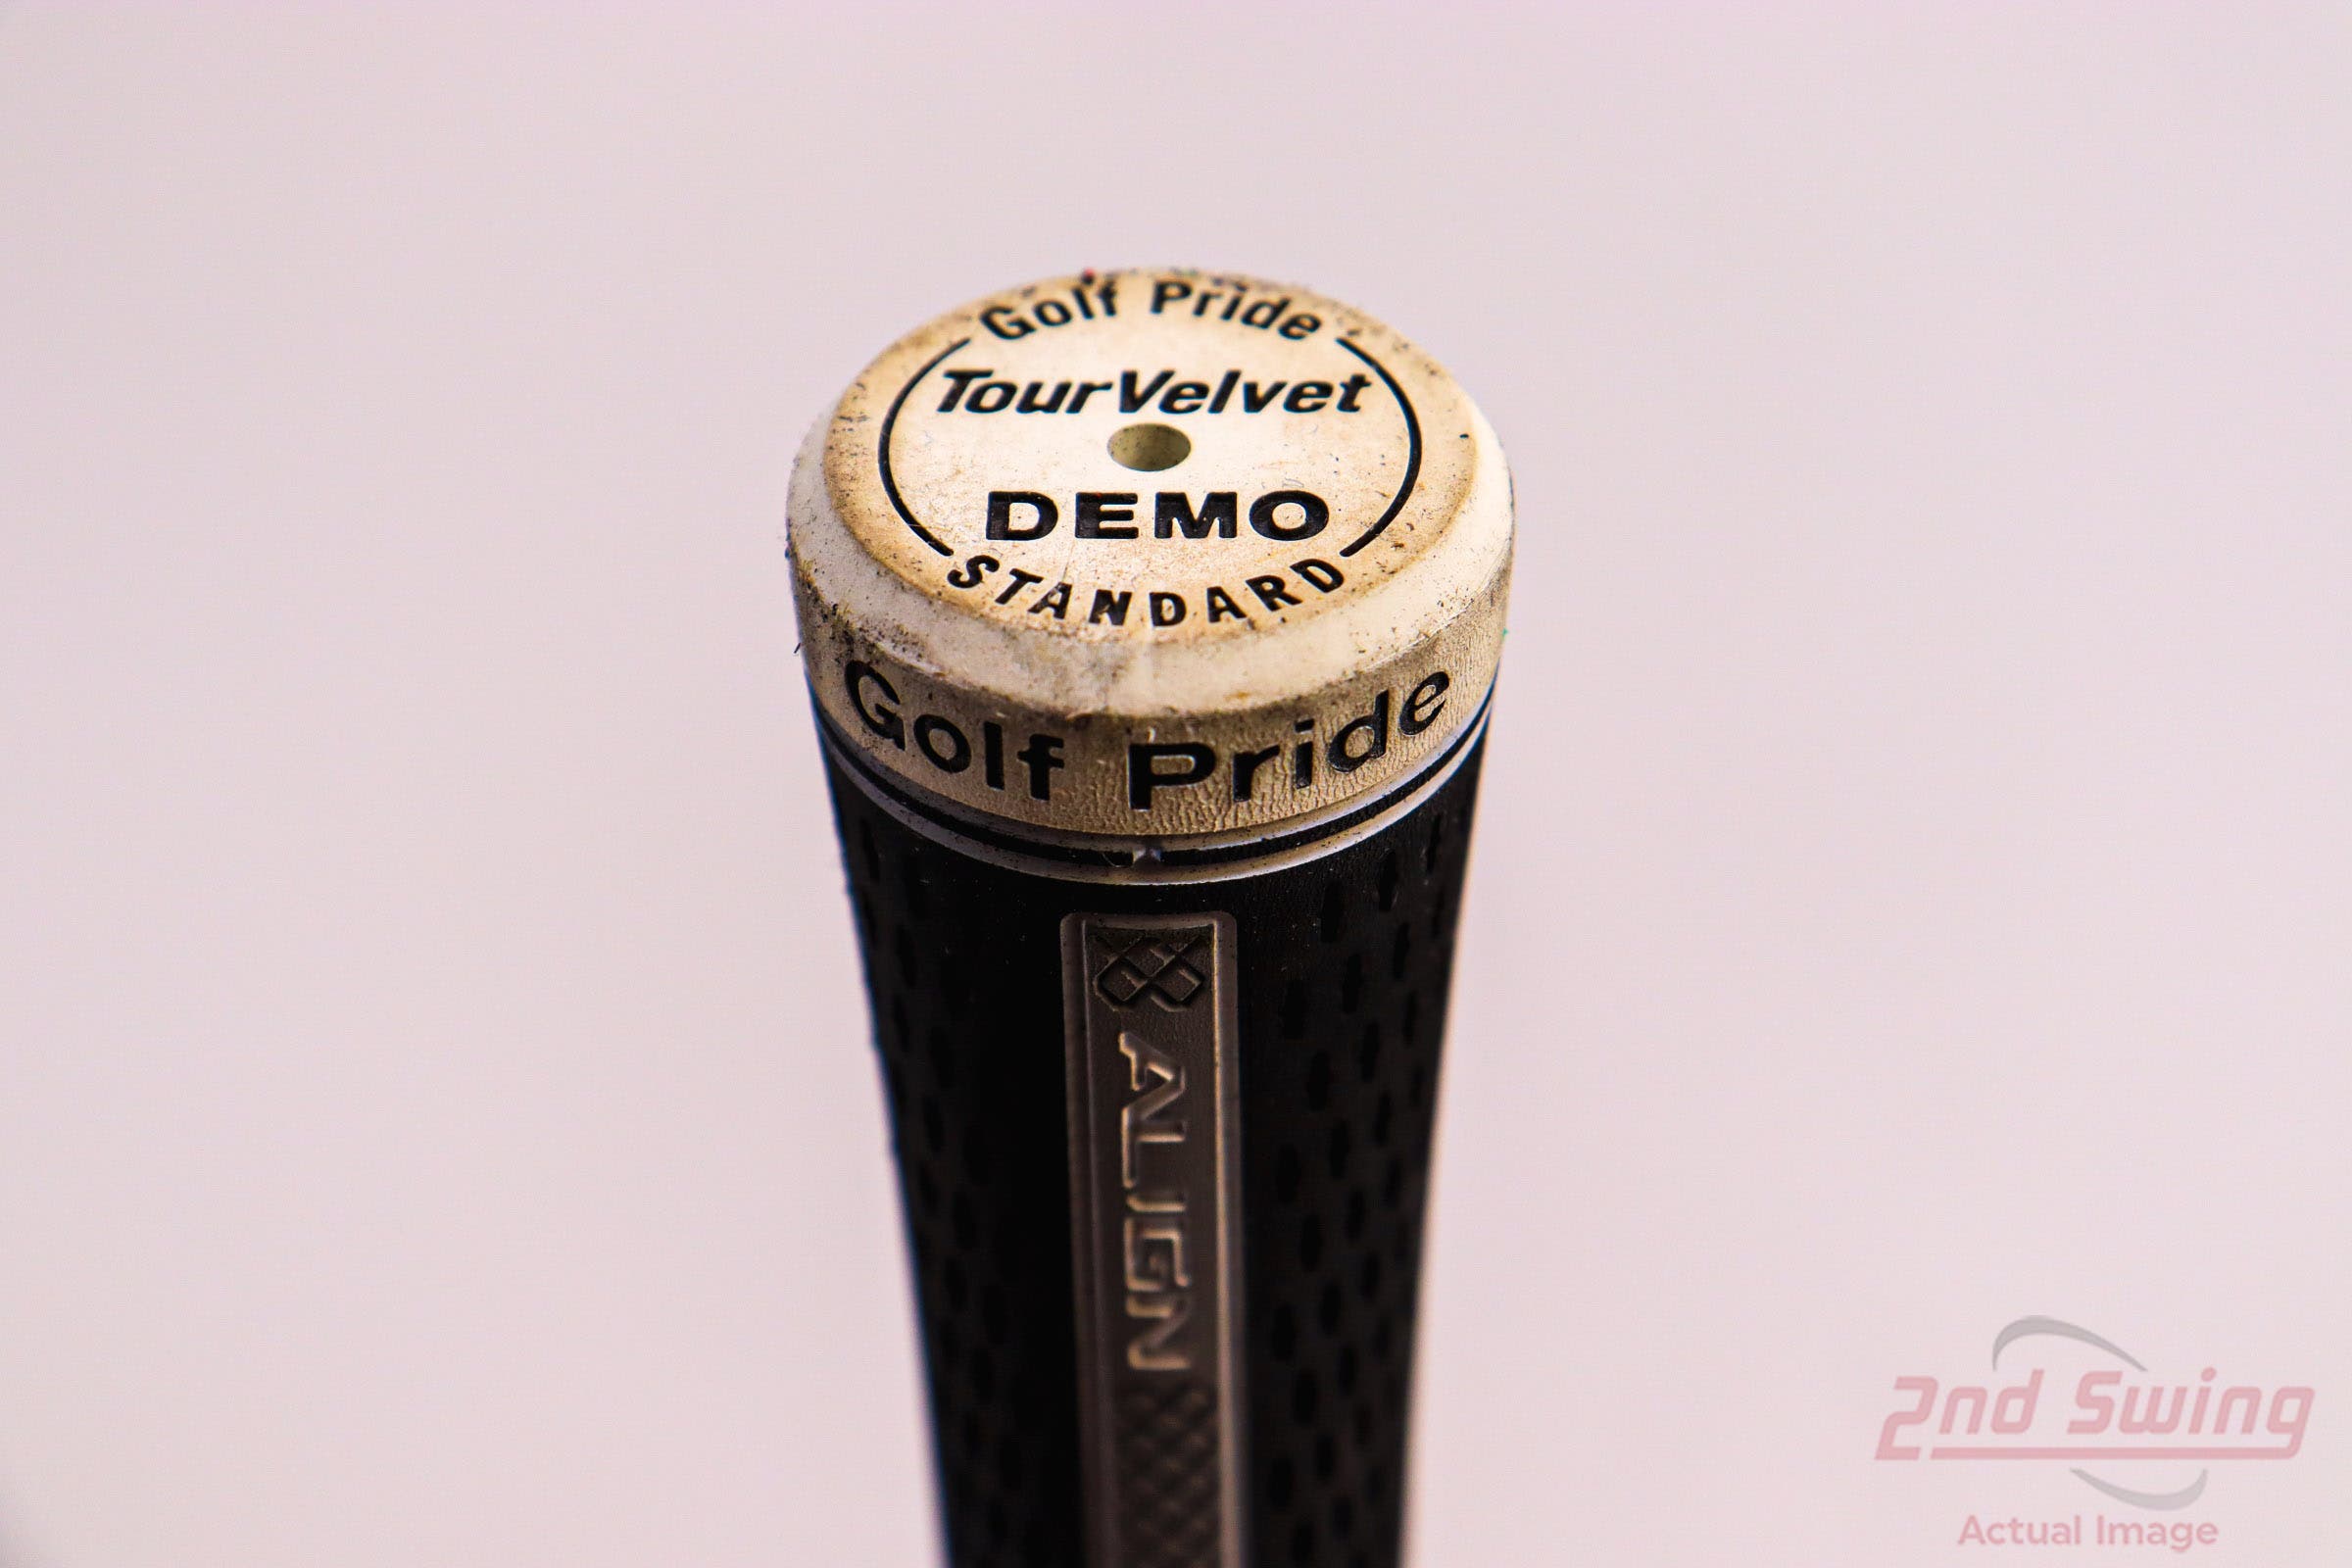 Golf Pride
TourVelvet
DEMO
STANDARD
Golf Pride
ALIGN
2nd Swing
Actual Image